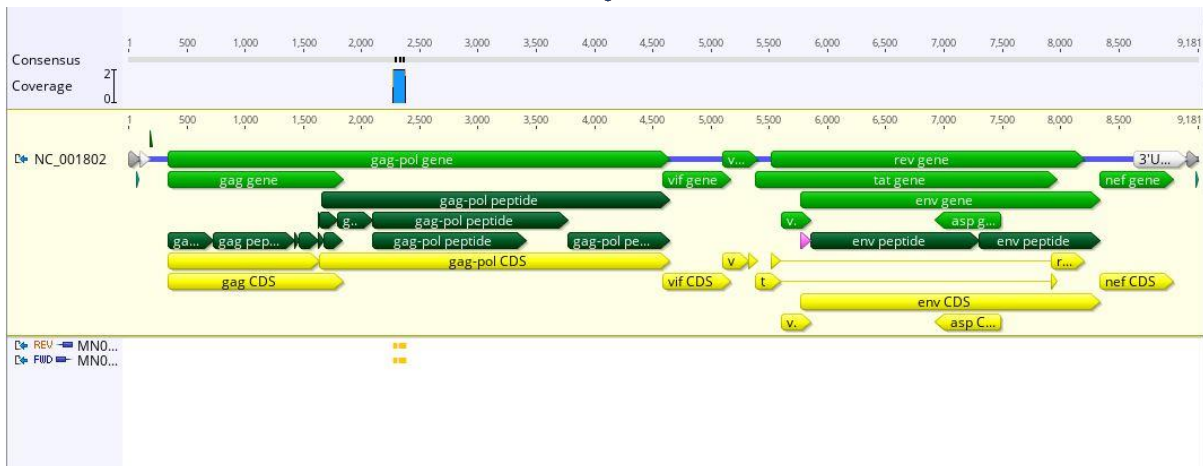 1 500 1,000 1,500 2,000 2,500 3,000 3,500 4,000 4,500 5,000 5,500 6,000 6,500 7,000 7,500 8,000 8,500 9,181
Consensus
Coverage 2 0
1 500 1,000 1,500 2,000 2,500 3,000 3,500 4,000 4,500 5,000 5,500 6,000 6,500 7,000 7,500 8,000 8,500 9,181
NC_001802 gag-pol gene v... rev gene 3'U...
gag gene vif gene tat gene nef gene
gag-pol peptide env gene
g.. gag-pol peptide v. asp g...
ga... gag pep... gag-pol peptide gag-pol pe... env peptide env peptide
gag-pol CDS v r...
gag CDS vif CDS t nef CDS
env CDS
v. asp C...
REV MN0...
FWD MN0...